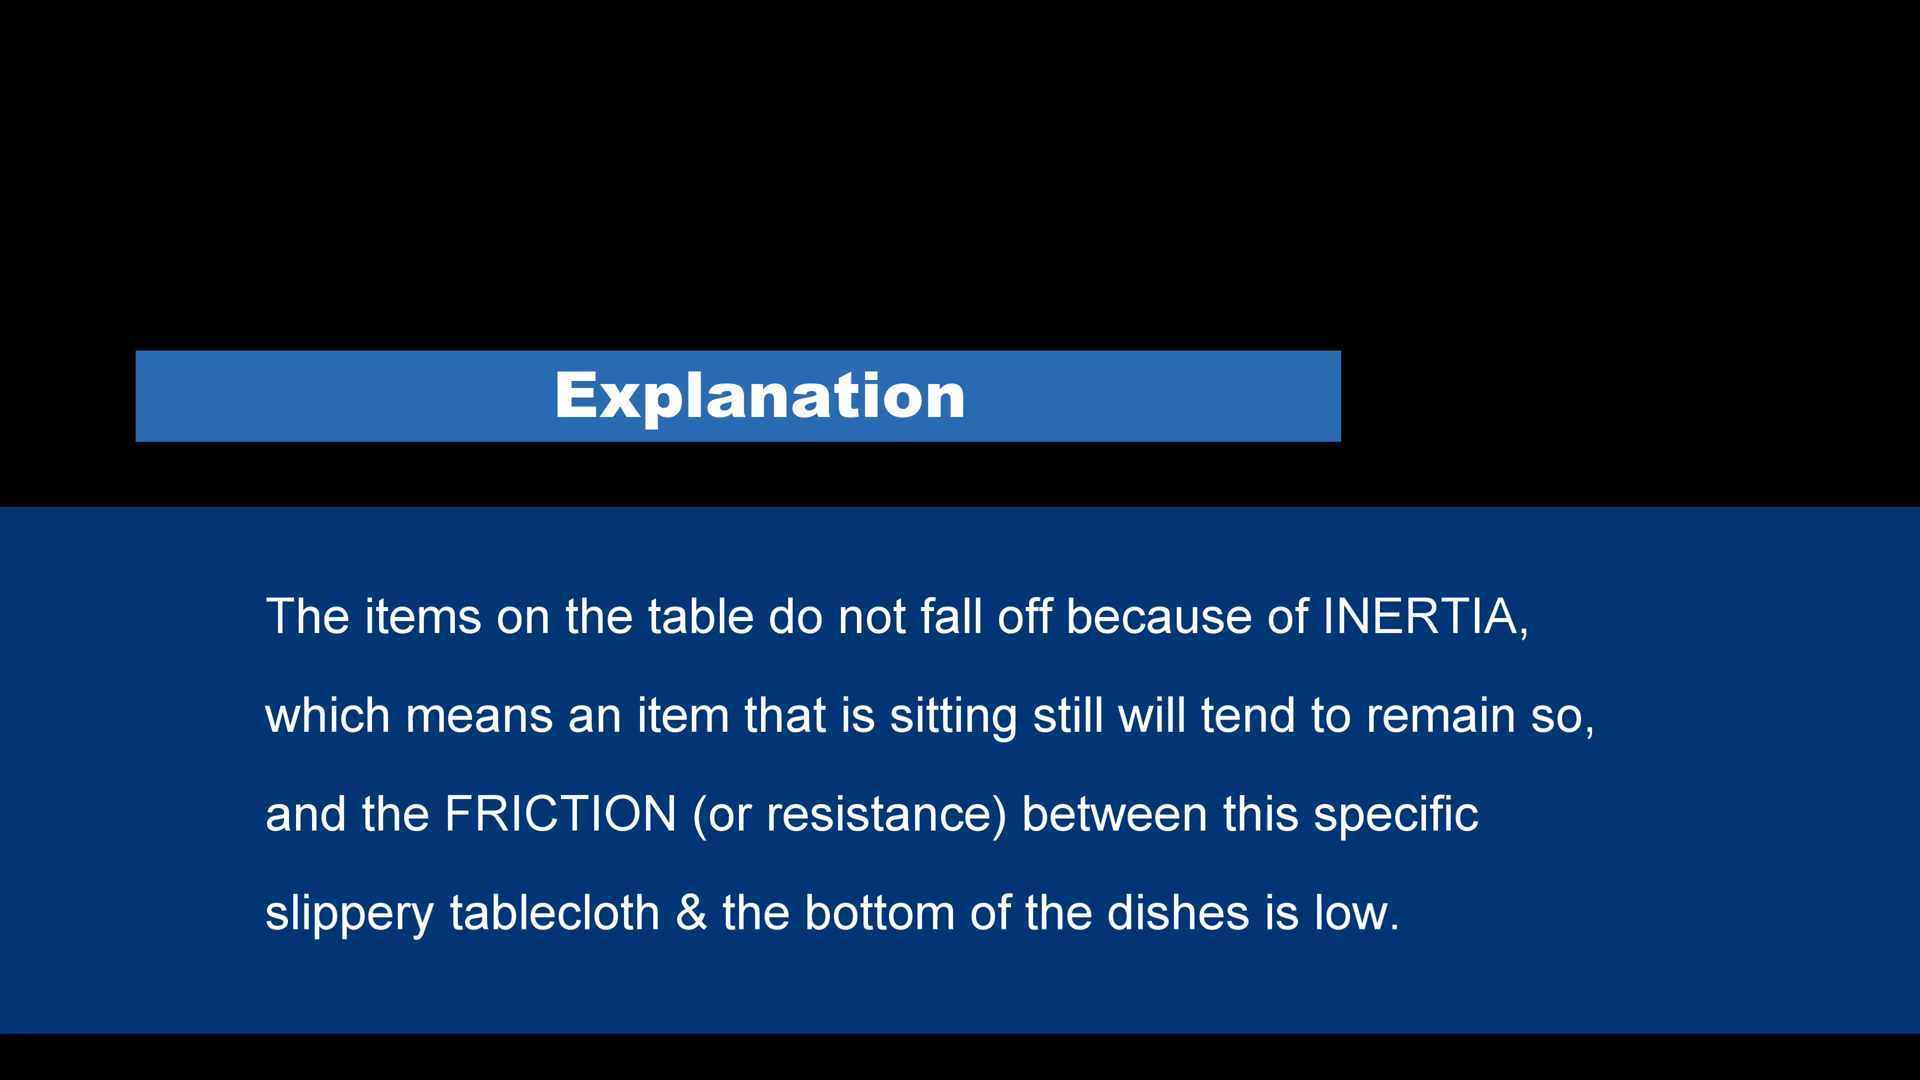 Explanation
The items on the table do not fall off because of INERTIA,
which means an item that is sitting still will tend to remain so,
and the FRICTION (or resistance) between this specific
slippery tablecloth & the bottom of the dishes is low.